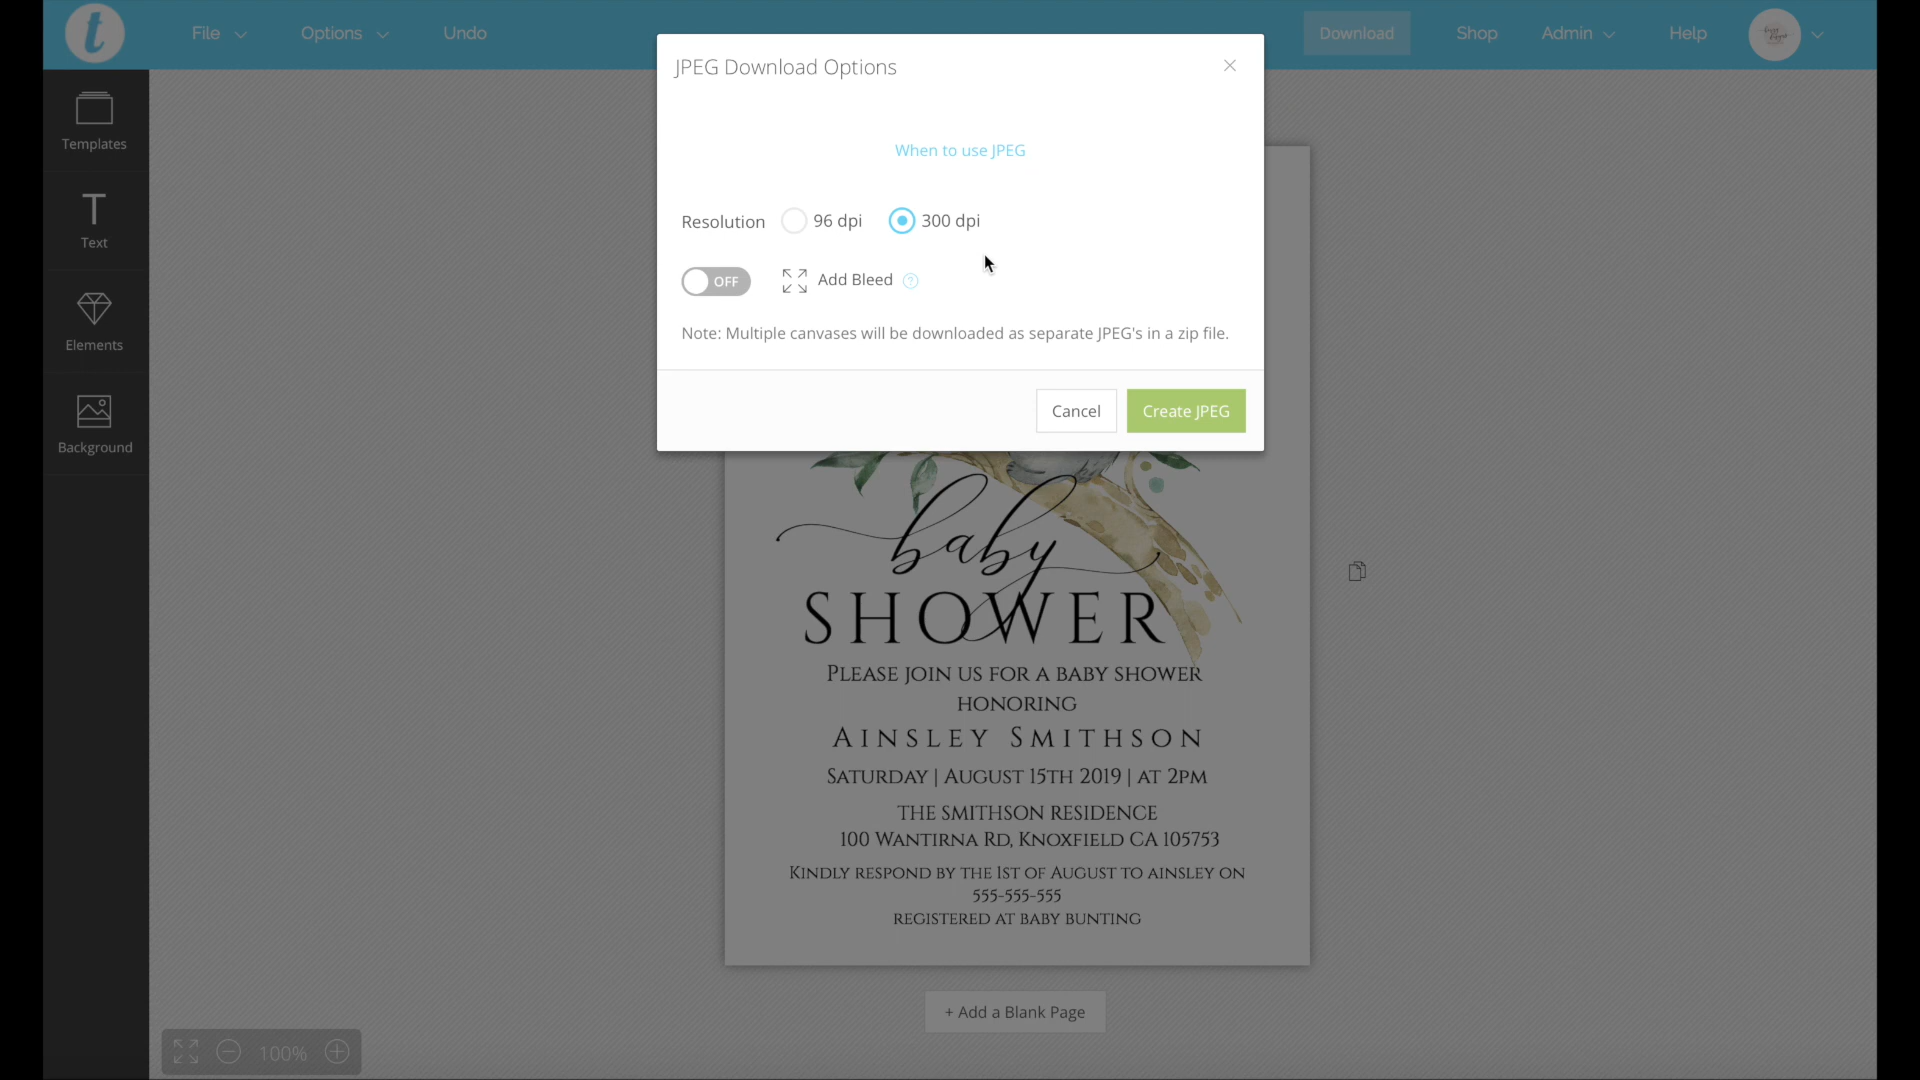 t
File
Options
Undo
Download
Shop
Admin
Help
JPEG Download Options
When to use JPEG
Resolution 96 dpi 300 dpi
OFF Add Bleed ?
Note: Multiple canvases will be downloaded as separate JPEG's in a zip file.
Cancel
Create JPEG
Templates
Text
Elements
Background
baby
SHOWER
PLEASE JOIN US FOR A BABY SHOWER
HONORING
AINSLEY SMITHSON
SATURDAY | AUGUST 15TH 2019 | AT 2PM
THE SMITHSON RESIDENCE
100 WANTIRNA RD, KNOXFIELD CA 105753
KINDLY RESPOND BY THE 1ST OF AUGUST TO AINSLEY ON
555-555-555
REGISTERED AT BABY BUNTING
+ Add a Blank Page
100%